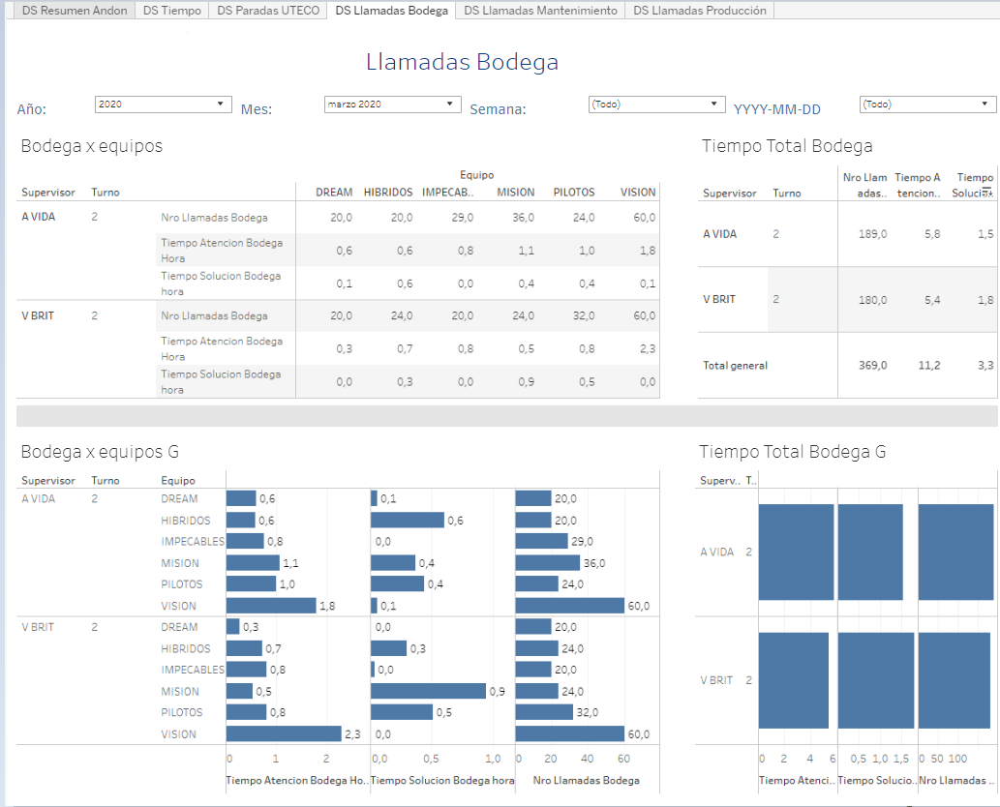 DS Resumen Andon DS Tiempo DS Paradas UTECO DS Llamadas Bodega DS Llamadas Mantenimiento DS Llamadas Producción
Llamadas Bodega
Año: 2020 Mes: marzo 2020 Semana: (Todo) YYYY-MM-DD (Todo)
Bodega x equipos
Equipo
Supervisor Turno DREAM HIBRIDOS IMPECAB.. MISION PILOTOS VISION
A VIDA 2 Nro Llamadas Bodega 20,0 20,0 29,0 36,0 24,0 60,0
Tiempo Atencion Bodega
Hora 0,6 0,6 0,8 1,1 1,0 1,8
Tiempo Solucion Bodega
hora 0,1 0,6 0,0 0,4 0,4 0,1
V BRIT 2 Nro Llamadas Bodega 20,0 24,0 20,0 24,0 32,0 60,0
Tiempo Atencion Bodega
Hora 0,3 0,7 0,8 0,5 0,8 2,3
Tiempo Solucion Bodega
hora 0,0 0,3 0,0 0,9 0,5 0,0
Tiempo Total Bodega
Nro Llam Tiempo A Tiempo
Supervisor Turno adas.. tencion.. Soluci
A VIDA 2 189,0 5,8 1,5
V BRIT 2 180,0 5,4 1,8
Total general 369,0 11,2 3,3
Bodega x equipos G
Supervisor Turno Equipo
A VIDA 2 DREAM 0,6 0,1 20,0
HIBRIDOS 0,6 0,6 20,0
IMPECABLES 0,8 0,0 29,0
MISION 1,1 0,4 36,0
PILOTOS 1,0 0,4 24,0
VISION 1,8 0,1 60,0
V BRIT 2 DREAM 0,3 0,0 20,0
HIBRIDOS 0,7 0,3 24,0
IMPECABLES 0,8 0,0 20,0
MISION 0,5 0,9 24,0
PILOTOS 0,8 0,5 32,0
VISION 2,3 0,0 60,0
0 1 2 0,0 0,5 1,0 0 20 40 60
Tiempo Atencion Bodega Ho.. Tiempo Solucion Bodega hora Nro Llamadas Bodega
Tiempo Total Bodega G
Superv.. T..
A VIDA 2
V BRIT 2
0 2 4 6 0,5 1,0 1,5 0 50 100
Tiempo Atenci.. Tiempo Solucio.. Nro Llamadas ..